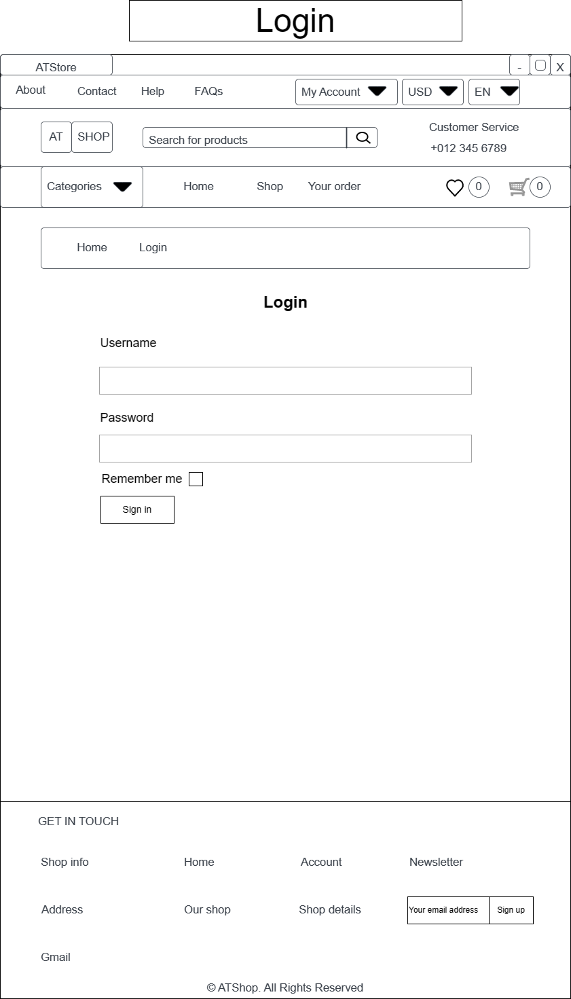 Login
ATStore - X
About Contact Help FAQs My Account USD EN
AT SHOP Search for products Customer Service
+012 345 6789
Categories Home Shop Your order 0 0
Home Login
Login
Username
Password
Remember me
Sign in
GET IN TOUCH
Shop info Home Account Newsletter
Address Our shop Shop details Your email address Sign up
Gmail
© ATShop. All Rights Reserved